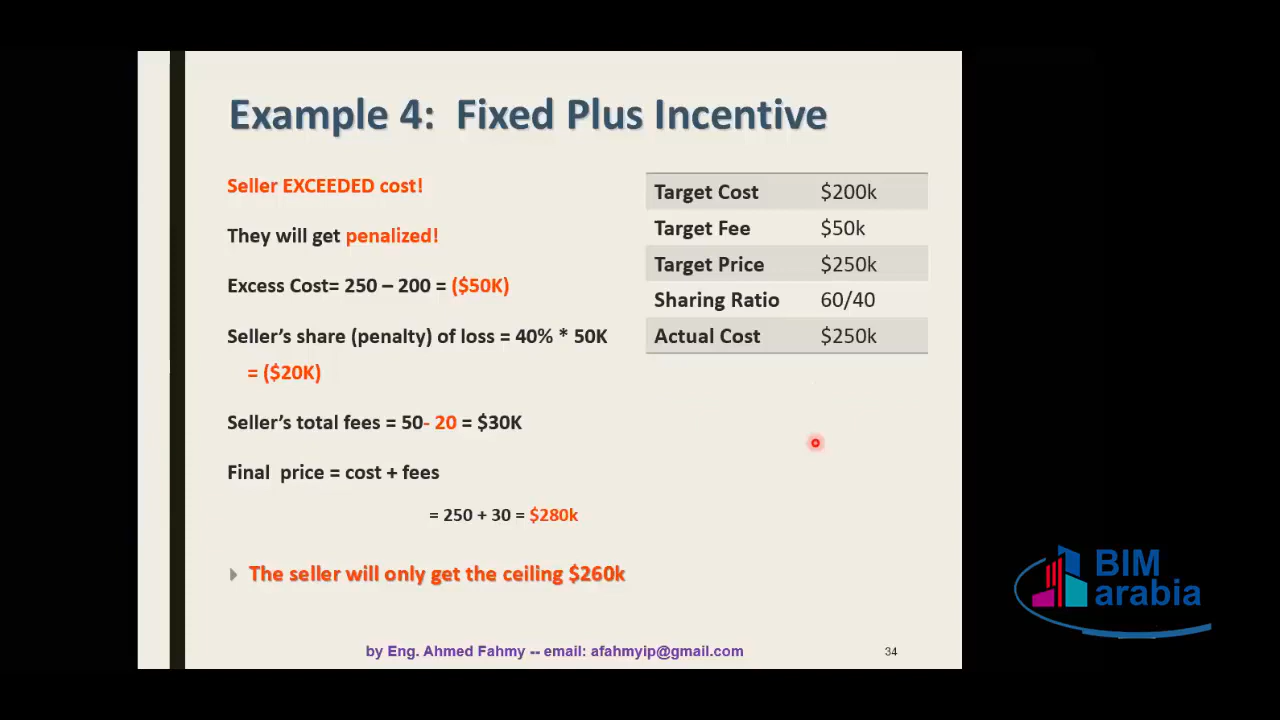 Example 4: Fixed Plus Incentive
Seller EXCEEDED cost!
They will get penalized!
Excess Cost= 250 – 200 = ($50K)
Seller's share (penalty) of loss = 40% * 50K
= ($20K)
Seller's total fees = 50- 20 = $30K
Final price = cost + fees
= 250 + 30 = $280k
The seller will only get the ceiling $260k
Target Cost $200k
Target Fee $50k
Target Price $250k
Sharing Ratio 60/40
Actual Cost $250k
by Eng. Ahmed Fahmy -- email: afahmyip@gmail.com
34
BIM
arabia